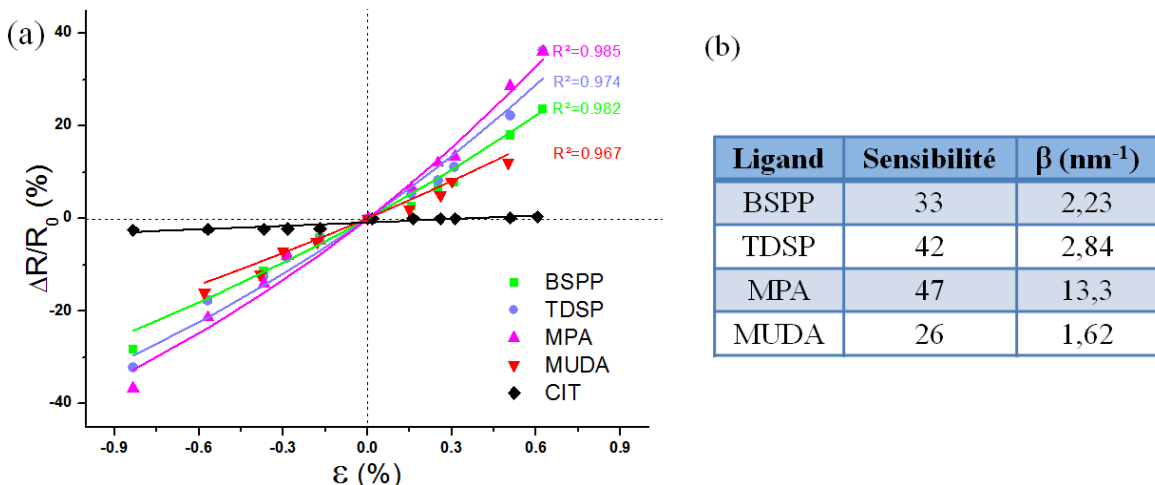 (a)
40
20
0
-20
-40
ΔR/R₀ (%)
-0.9 -0.6 -0.3 0.0 0.3 0.6 0.9
ε (%)
R²=0.985
R²=0.974
R²=0.982
R²=0.967
BSPP
TDSP
MPA
MUDA
CIT
(b)
Ligand Sensibilité β (nm⁻¹)
BSPP 33 2,23
TDSP 42 2,84
MPA 47 13,3
MUDA 26 1,62